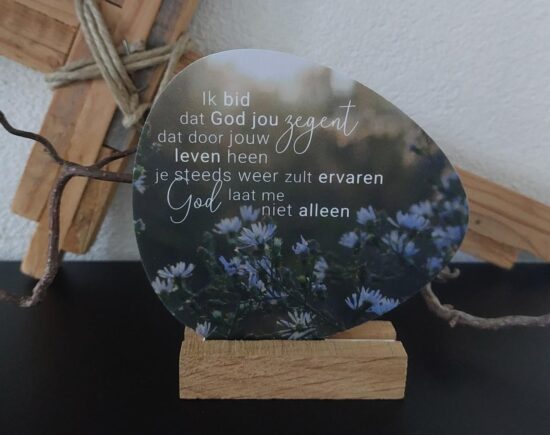 Ik bid
dat God jou zegent
dat door jouw
leven heen
je steeds weer zult ervaren
God laat me
niet alleen